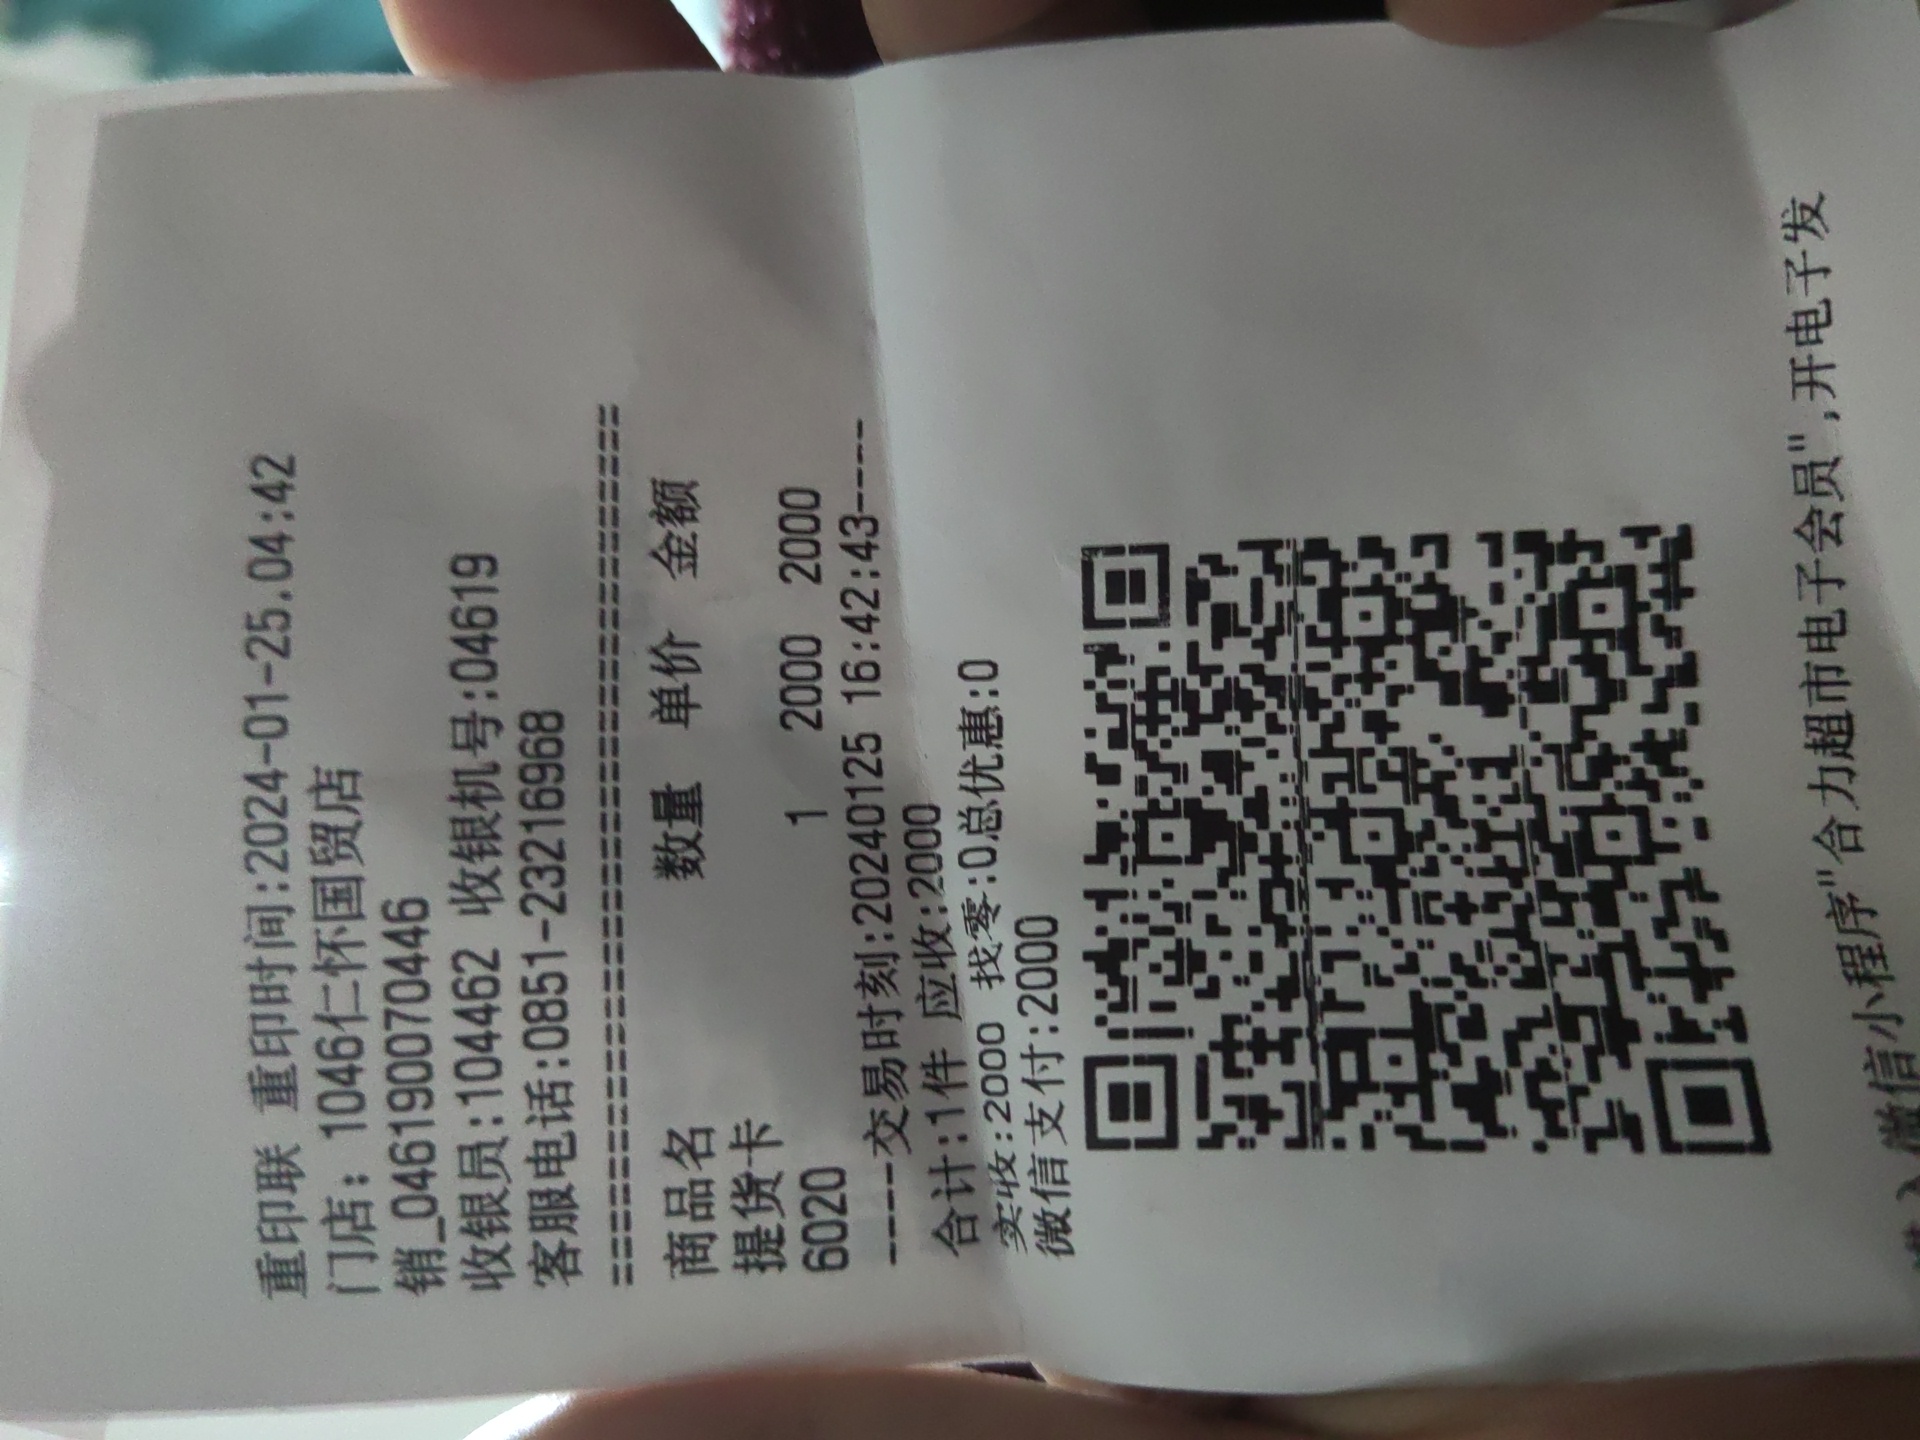 重印联 重印时间:2024-01-25.04:42
门店: 1046仁怀国贸店
销_04619007​0446
收银员:104462 收银机号:04619
客服电话:0851-23216968
================================
商品名 数量 单价 金额
提货卡
6020 1 2000 2000
-----交易时刻:20240125 16:42:43----
合计:1件 应收:2000
实收:2000 找零:0总优惠:0
微信支付:2000
进入微信小程序"合力超市电子会员",开电子发